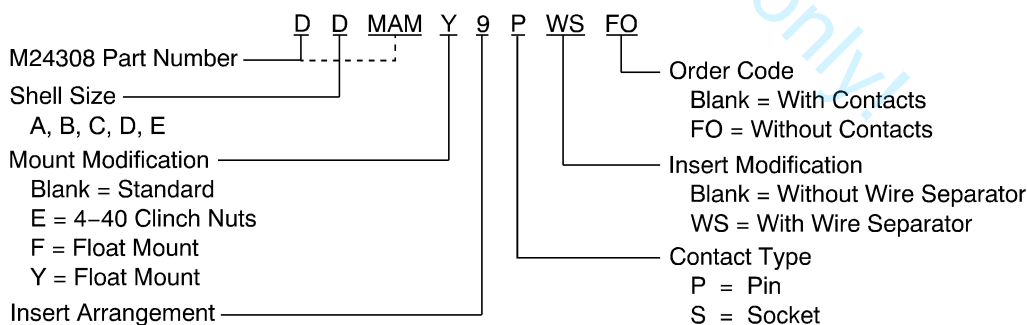 D D MAM Y 9 P WS FO
M24308 Part Number
Shell Size
A, B, C, D, E
Mount Modification
Blank = Standard
E = 4–40 Clinch Nuts
F = Float Mount
Y = Float Mount
Insert Arrangement
Order Code
Blank = With Contacts
FO = Without Contacts
Insert Modification
Blank = Without Wire Separator
WS = With Wire Separator
Contact Type
P = Pin
S = Socket
only!